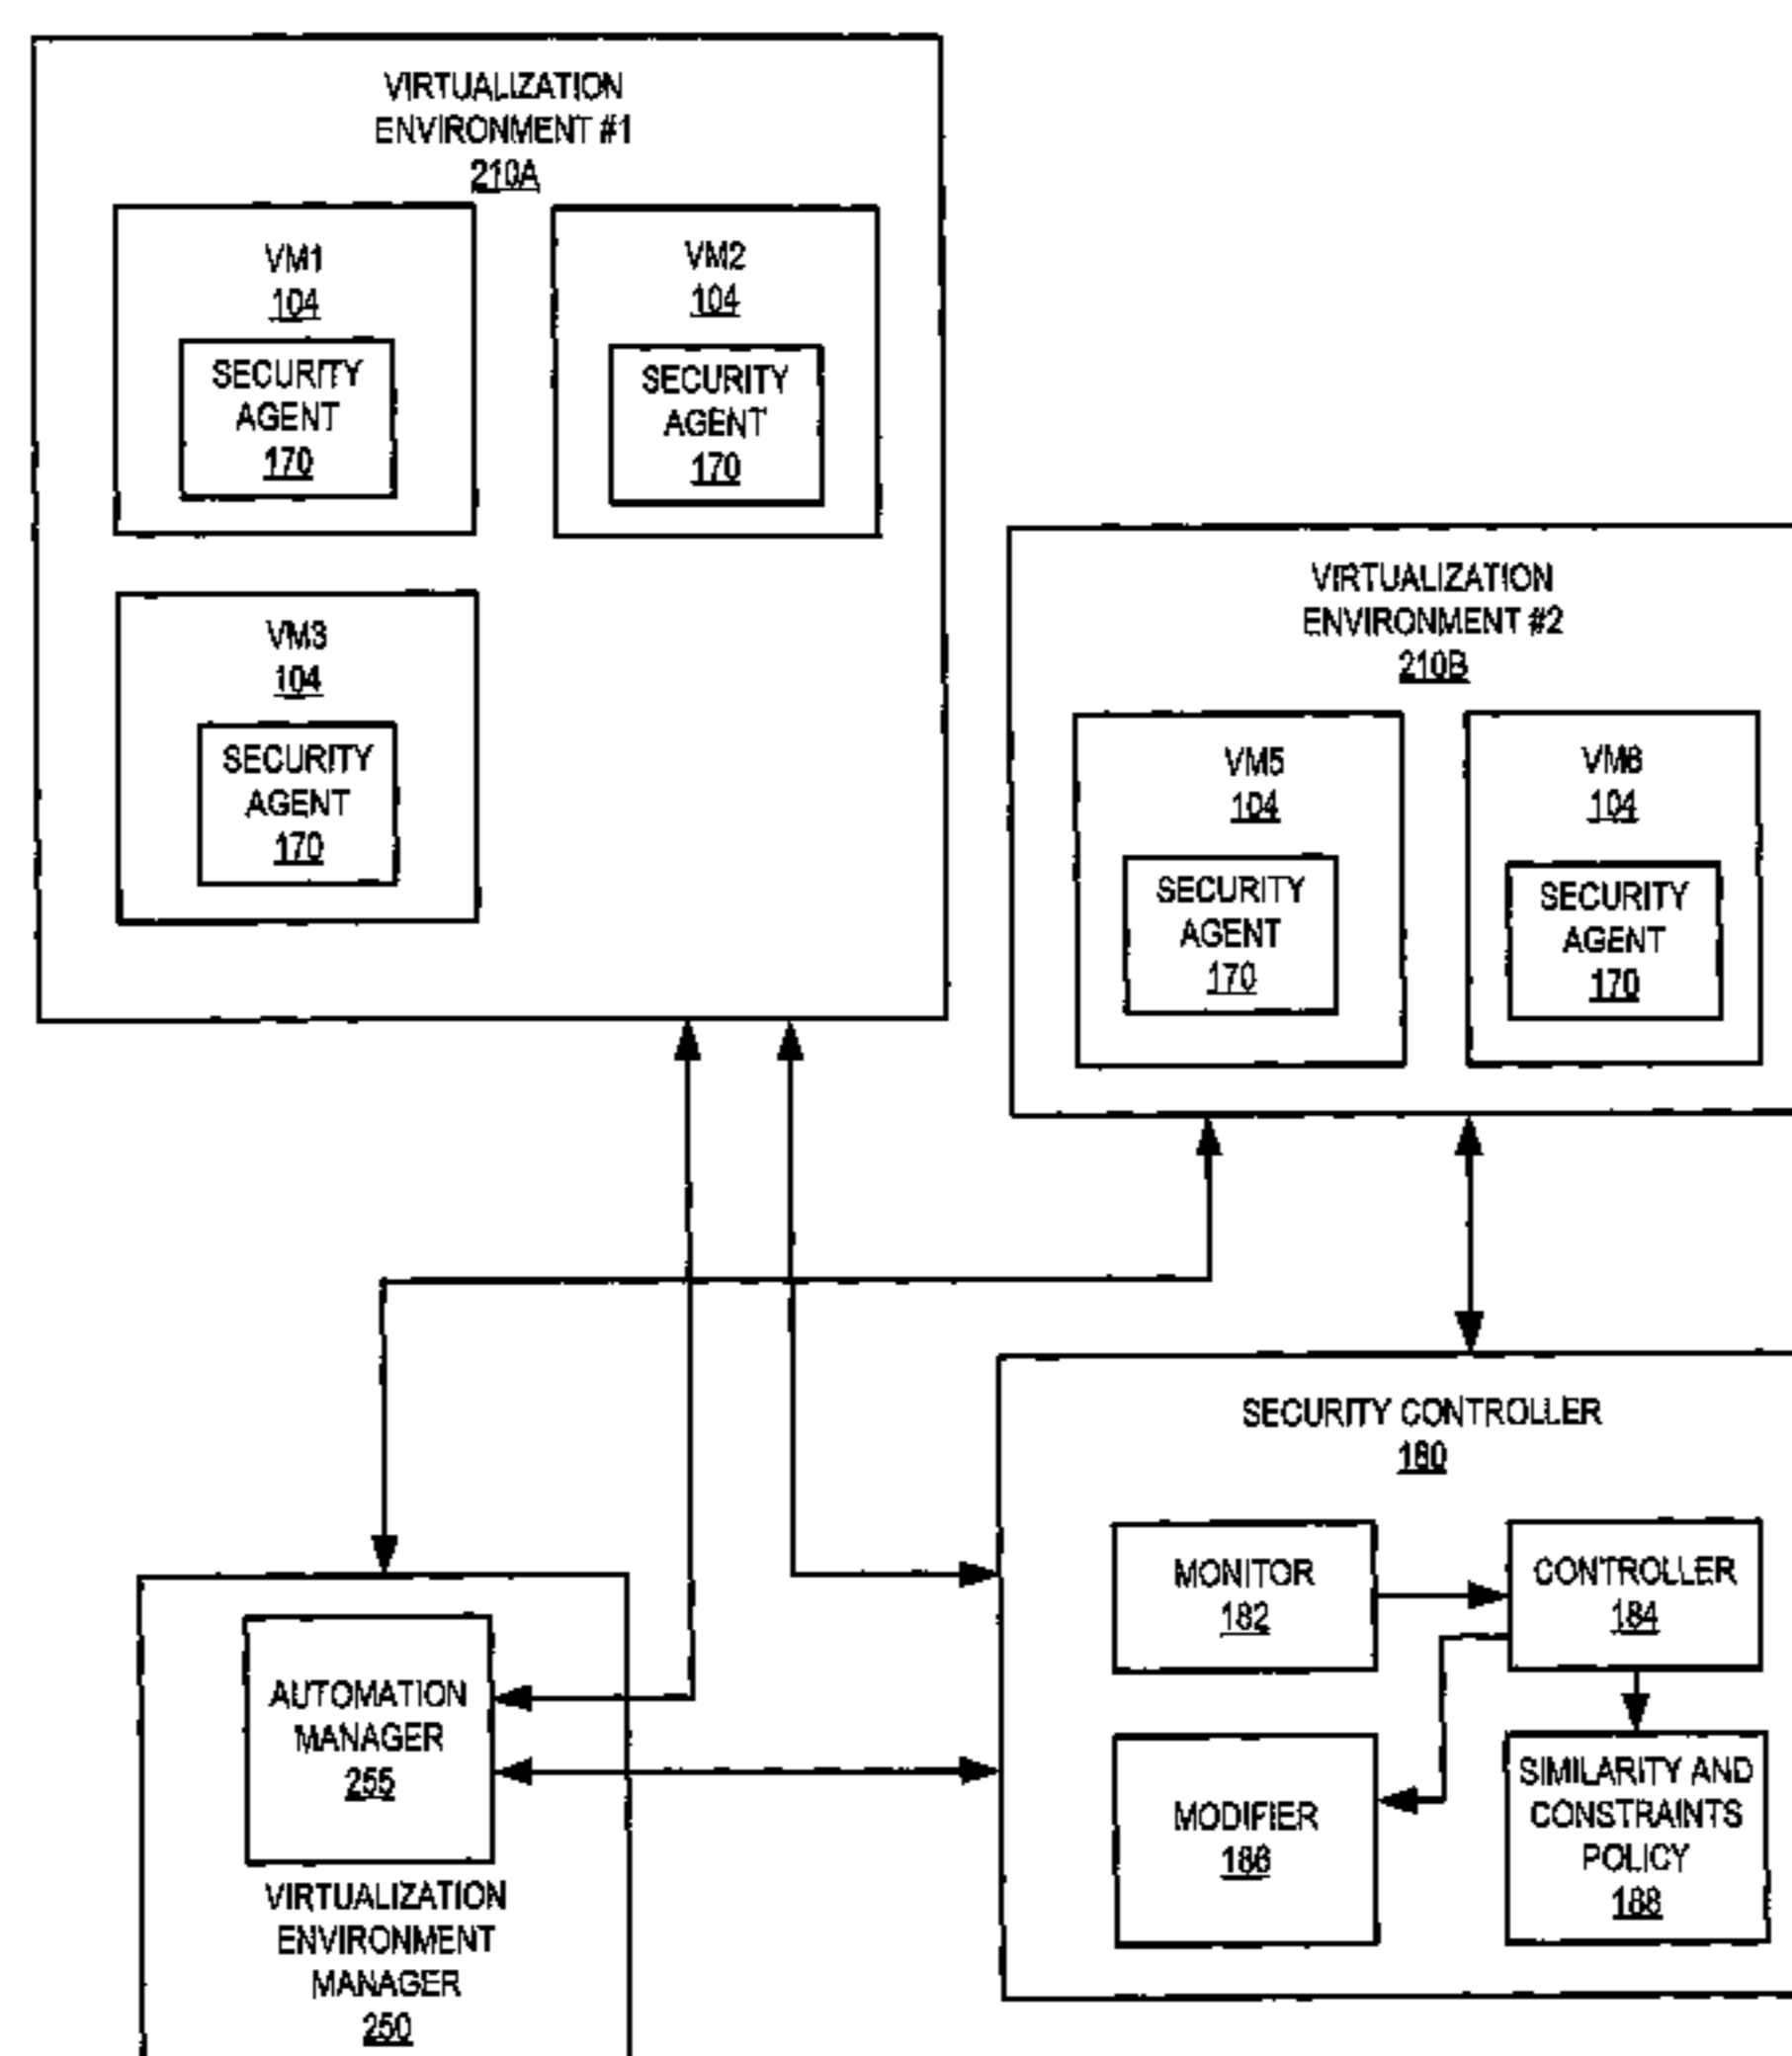 VIRTUALIZATION
ENVIRONMENT #1
210A
VM1
104
SECURITY
AGENT
170
VM2
104
SECURITY
AGENT
170
VM3
104
SECURITY
AGENT
170
VIRTUALIZATION
ENVIRONMENT #2
210B
VM5
104
SECURITY
AGENT
170
VM6
104
SECURITY
AGENT
170
SECURITY CONTROLLER
180
MONITOR
182
CONTROLLER
184
MODIFIER
186
SIMILARITY AND
CONSTRAINTS
POLICY
188
AUTOMATION
MANAGER
255
VIRTUALIZATION
ENVIRONMENT
MANAGER
250